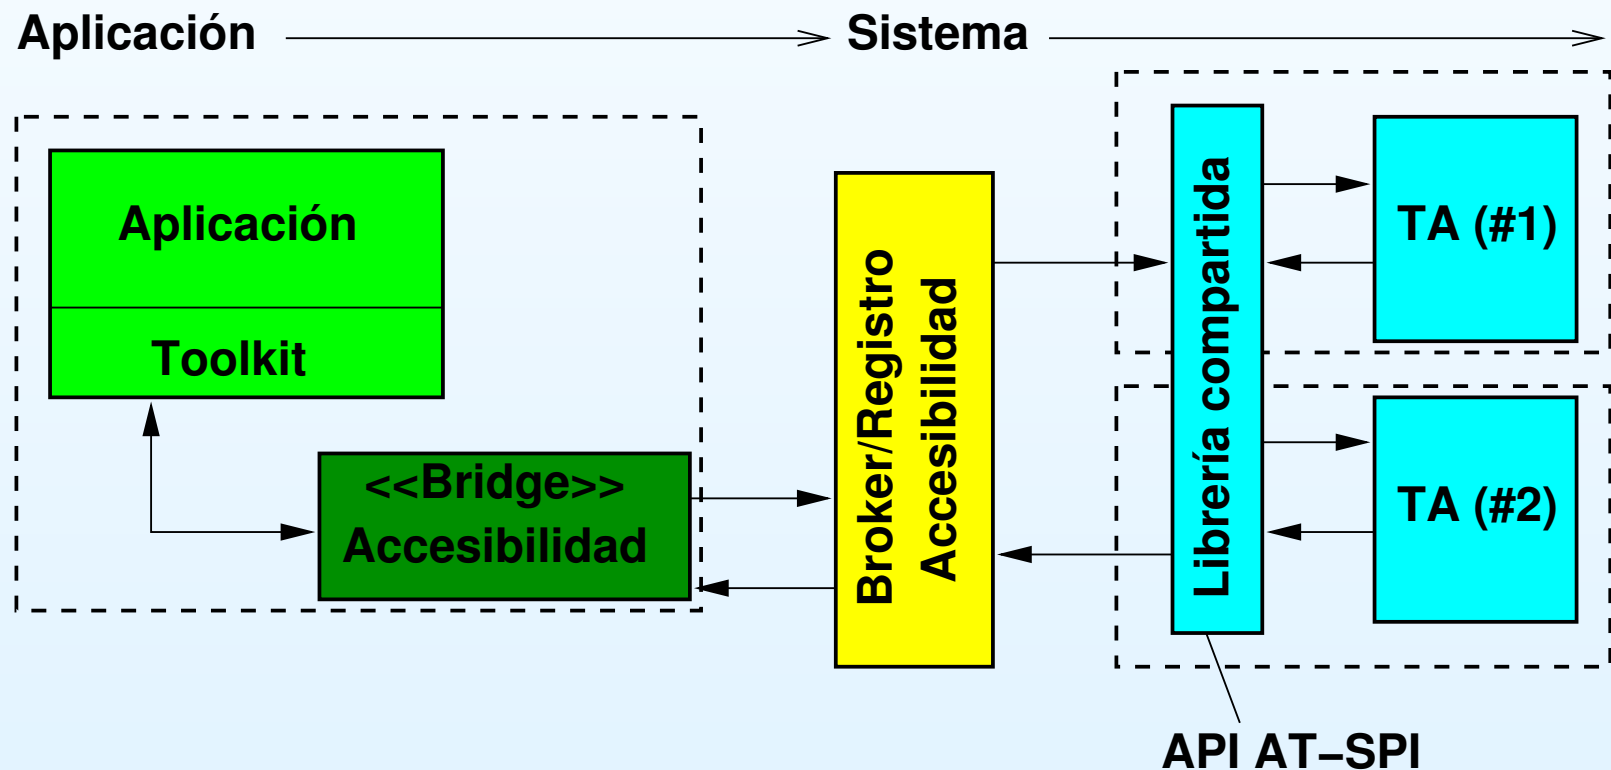 Aplicación
Sistema
Aplicación
Toolkit
<<Bridge>>
Accesibilidad
Broker/Registro
Accesibilidad
Librería compartida
TA (#1)
TA (#2)
API AT–SPI